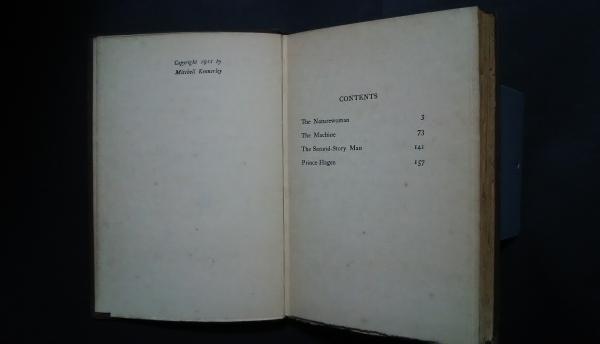 Copyright 1911 by
Mitchell Kennerley
CONTENTS
The Naturewoman 3
The Machine 73
The Second-Story Man 141
Prince Hagen 157